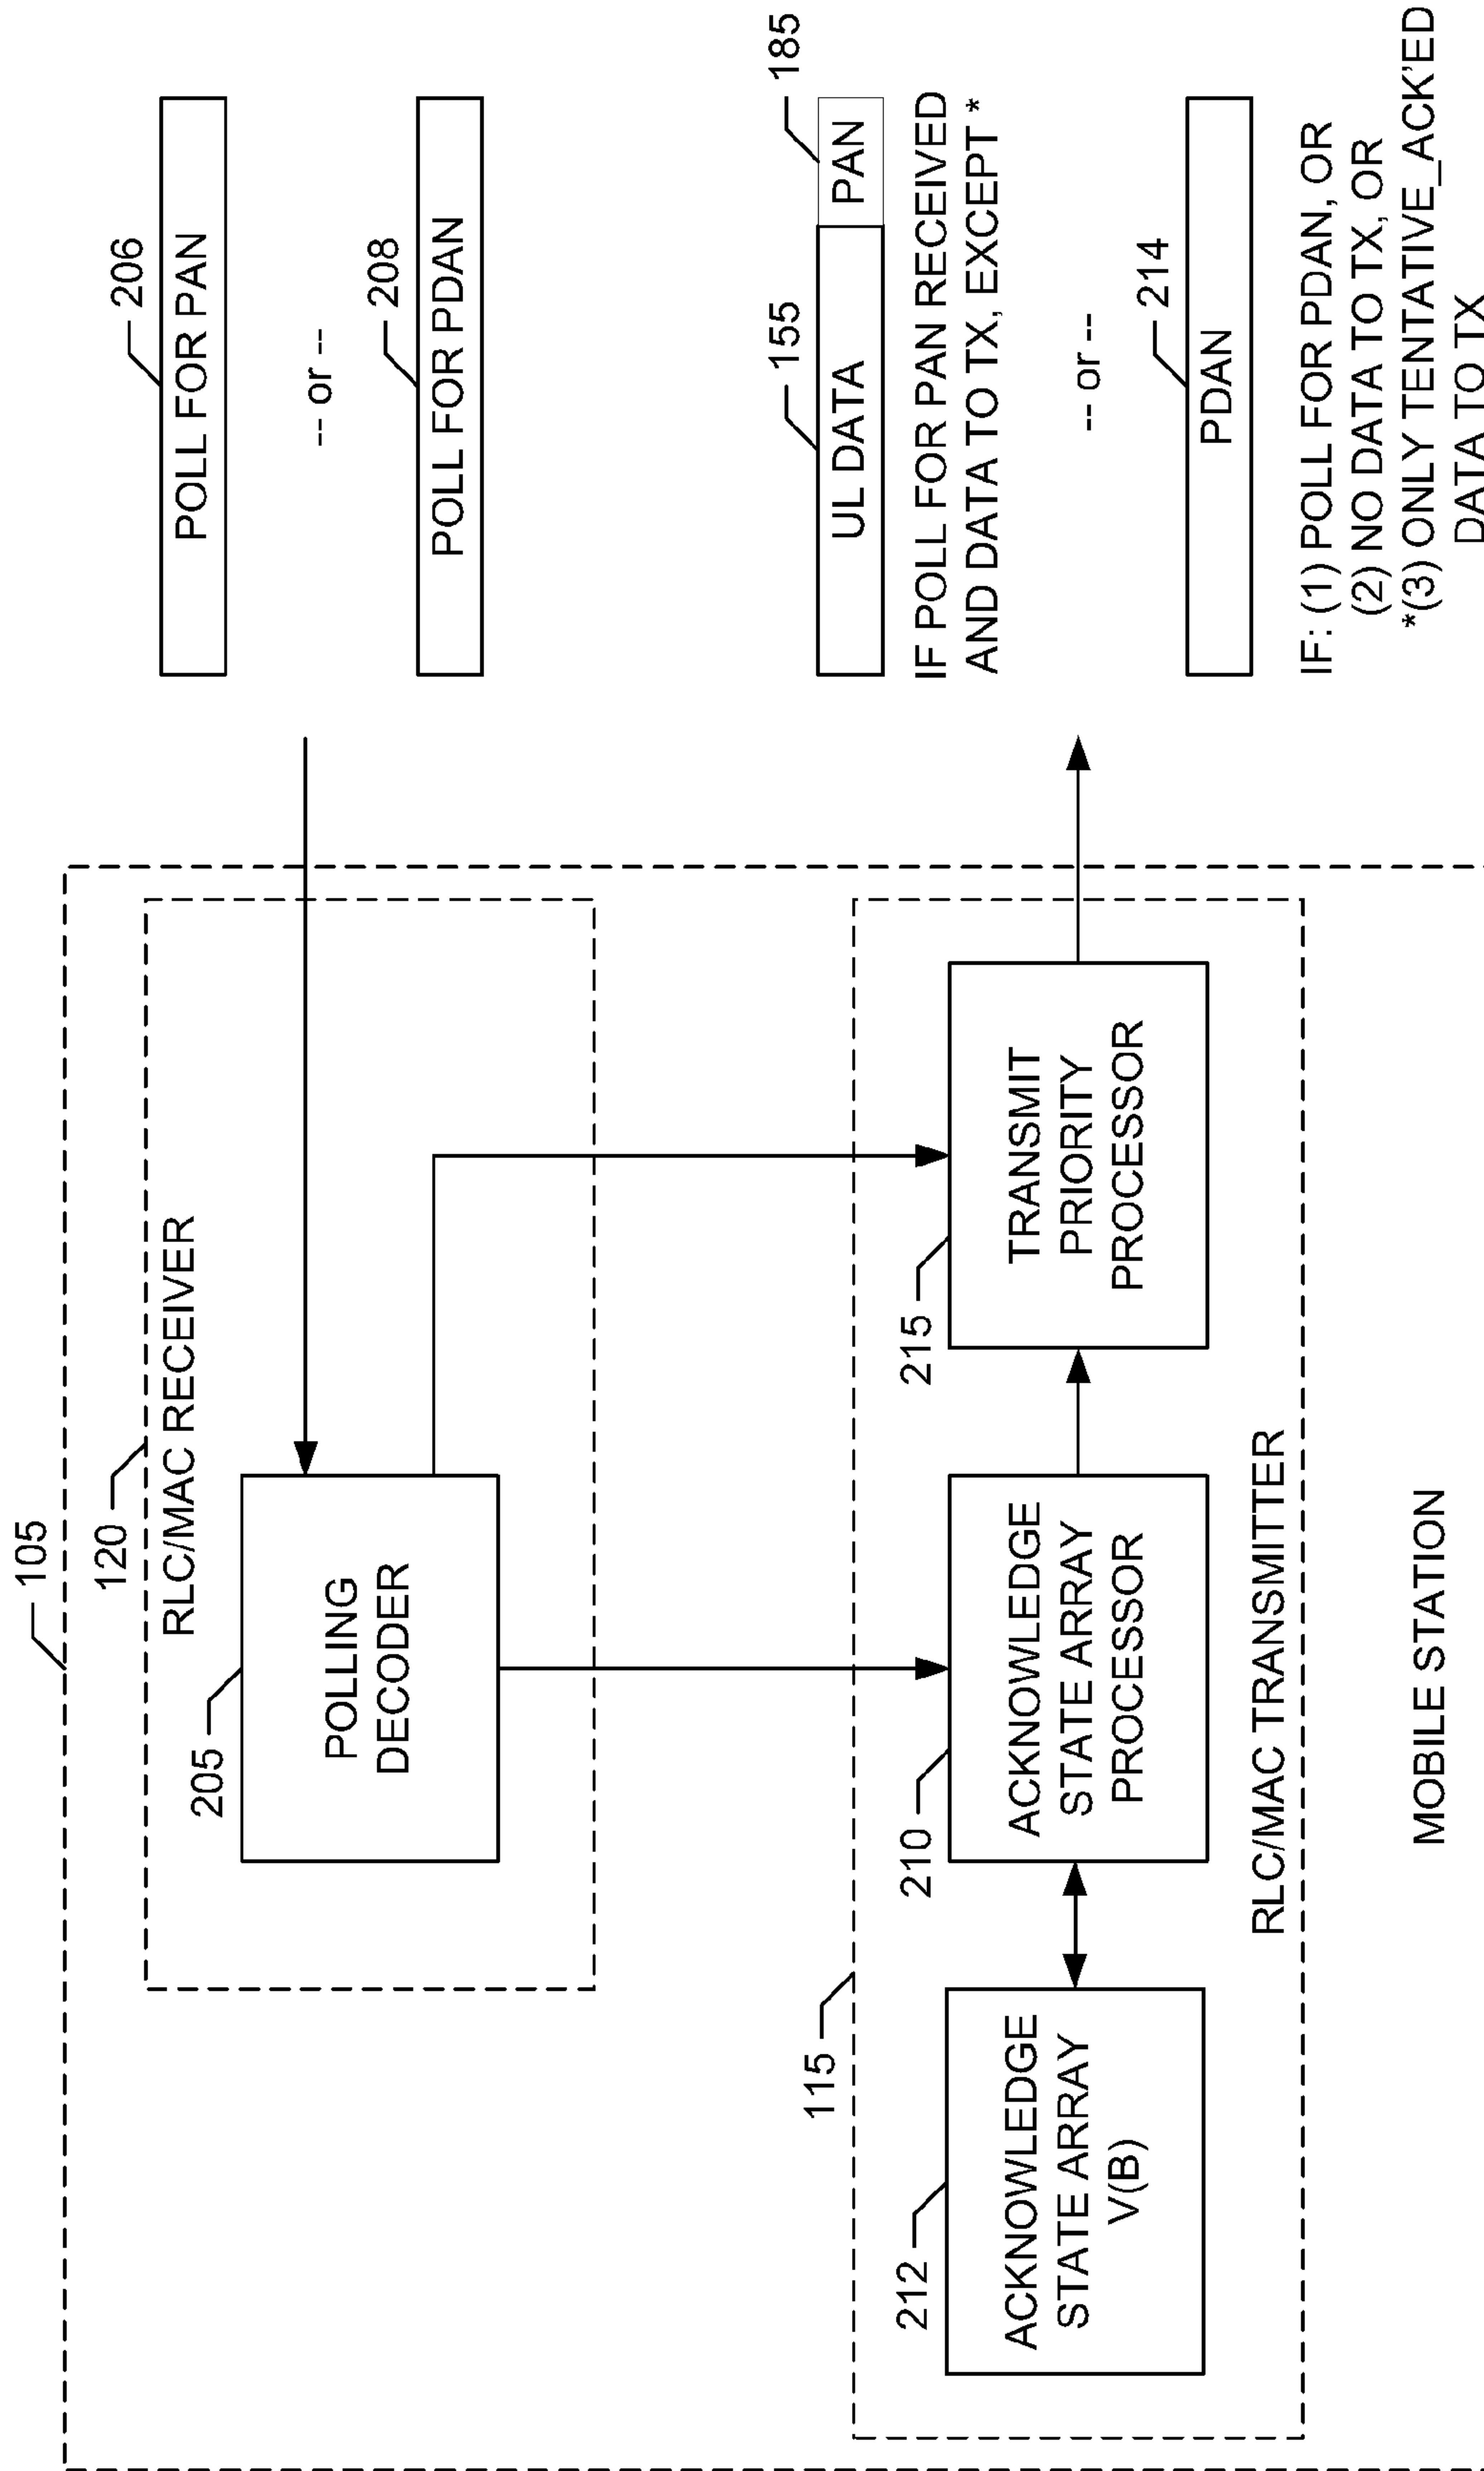 105
120
RLC/MAC RECEIVER
205
POLLING
DECODER
206
POLL FOR PAN
-- or --
208
POLL FOR PDAN
115
212
ACKNOWLEDGE
STATE ARRAY
V(B)
210
ACKNOWLEDGE
STATE ARRAY
PROCESSOR
215
TRANSMIT
PRIORITY
PROCESSOR
RLC/MAC TRANSMITTER
MOBILE STATION
155
185
UL DATA
PAN
IF POLL FOR PAN RECEIVED
AND DATA TO TX, EXCEPT *
-- or --
214
PDAN
IF: (1) POLL FOR PDAN, OR
(2) NO DATA TO TX, OR
*(3) ONLY TENTATIVE_ACK'ED
DATA TO TX